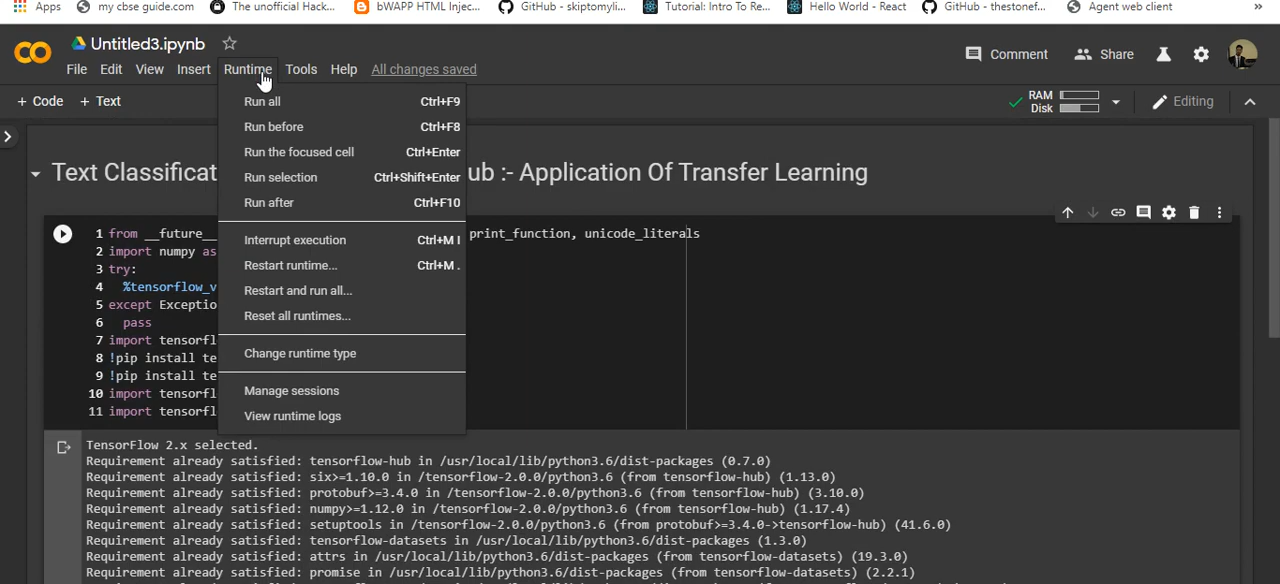 Apps my cbse guide.com The unofficial Hack... bWAPP HTML Injec... GitHub - skiptomyli... Tutorial: Intro To Re... Hello World - React GitHub - thestonef... Agent web client »
Untitled3.ipynb
Comment Share
File Edit View Insert Runtime Tools Help All changes saved
+ Code + Text
RAM
Disk
Editing
Run all Ctrl+F9
Run before Ctrl+F8
Run the focused cell Ctrl+Enter
Run selection Ctrl+Shift+Enter
Run after Ctrl+F10
Interrupt execution Ctrl+M I
Restart runtime... Ctrl+M .
Restart and run all...
Reset all runtimes...
Change runtime type
Manage sessions
View runtime logs
Text Classificat ub :- Application Of Transfer Learning
1 from __future__ print_function, unicode_literals
2 import numpy as
3 try:
4 %tensorflow_v
5 except Exceptio
6 pass
7 import tensorfl
8 !pip install te
9 !pip install te
10 import tensorfl
11 import tensorfl
TensorFlow 2.x selected.
Requirement already satisfied: tensorflow-hub in /usr/local/lib/python3.6/dist-packages (0.7.0)
Requirement already satisfied: six>=1.10.0 in /tensorflow-2.0.0/python3.6 (from tensorflow-hub) (1.13.0)
Requirement already satisfied: protobuf>=3.4.0 in /tensorflow-2.0.0/python3.6 (from tensorflow-hub) (3.10.0)
Requirement already satisfied: numpy>=1.12.0 in /tensorflow-2.0.0/python3.6 (from tensorflow-hub) (1.17.4)
Requirement already satisfied: setuptools in /tensorflow-2.0.0/python3.6 (from protobuf>=3.4.0->tensorflow-hub) (41.6.0)
Requirement already satisfied: tensorflow-datasets in /usr/local/lib/python3.6/dist-packages (1.3.0)
Requirement already satisfied: attrs in /usr/local/lib/python3.6/dist-packages (from tensorflow-datasets) (19.3.0)
Requirement already satisfied: promise in /usr/local/lib/python3.6/dist-packages (from tensorflow-datasets) (2.2.1)